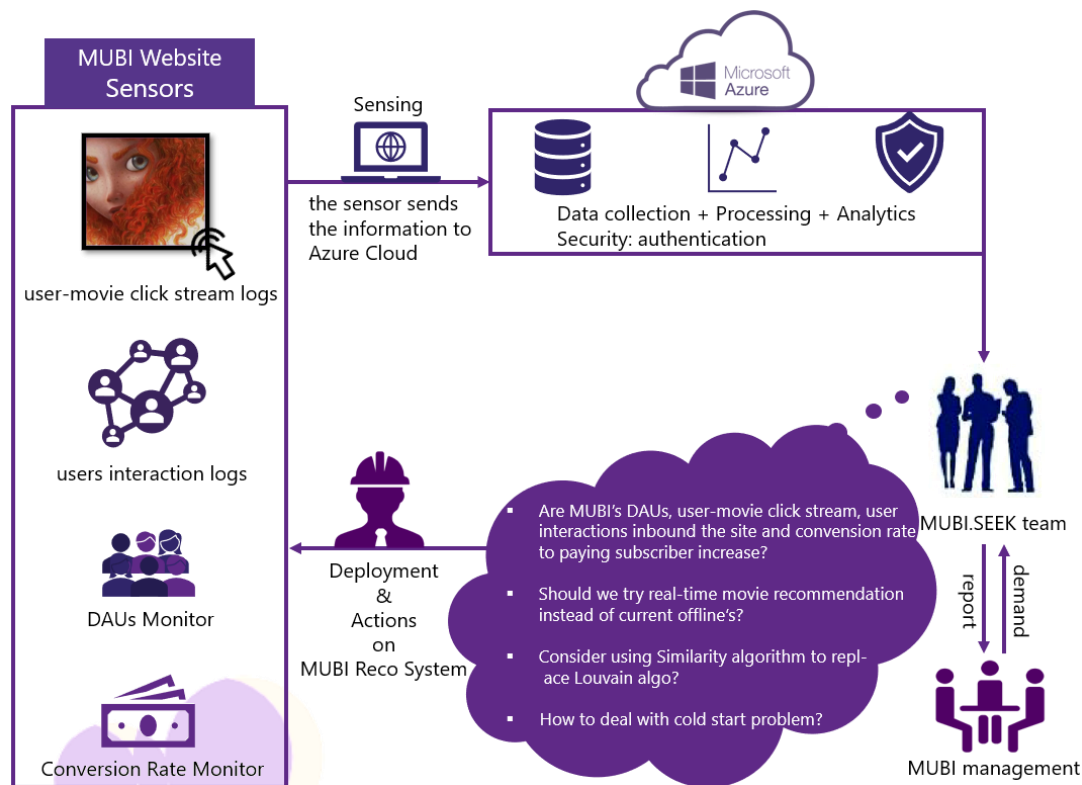 MUBI Website
Sensors
user-movie click stream logs
users interaction logs
DAUs Monitor
Conversion Rate Monitor
Sensing
the sensor sends
the information to
Azure Cloud
Microsoft
Azure
Data collection + Processing + Analytics
Security: authentication
MUBI.SEEK team
report
demand
MUBI management
Are MUBI's DAUs, user-movie click stream, user
interactions inbound the site and conversion rate
to paying subscriber increase?
Should we try real-time movie recommendation
instead of current offline's?
Consider using Similarity algorithm to repl-
ace Louvain algo?
How to deal with cold start problem?
Deployment
&
Actions
on
MUBI Reco System